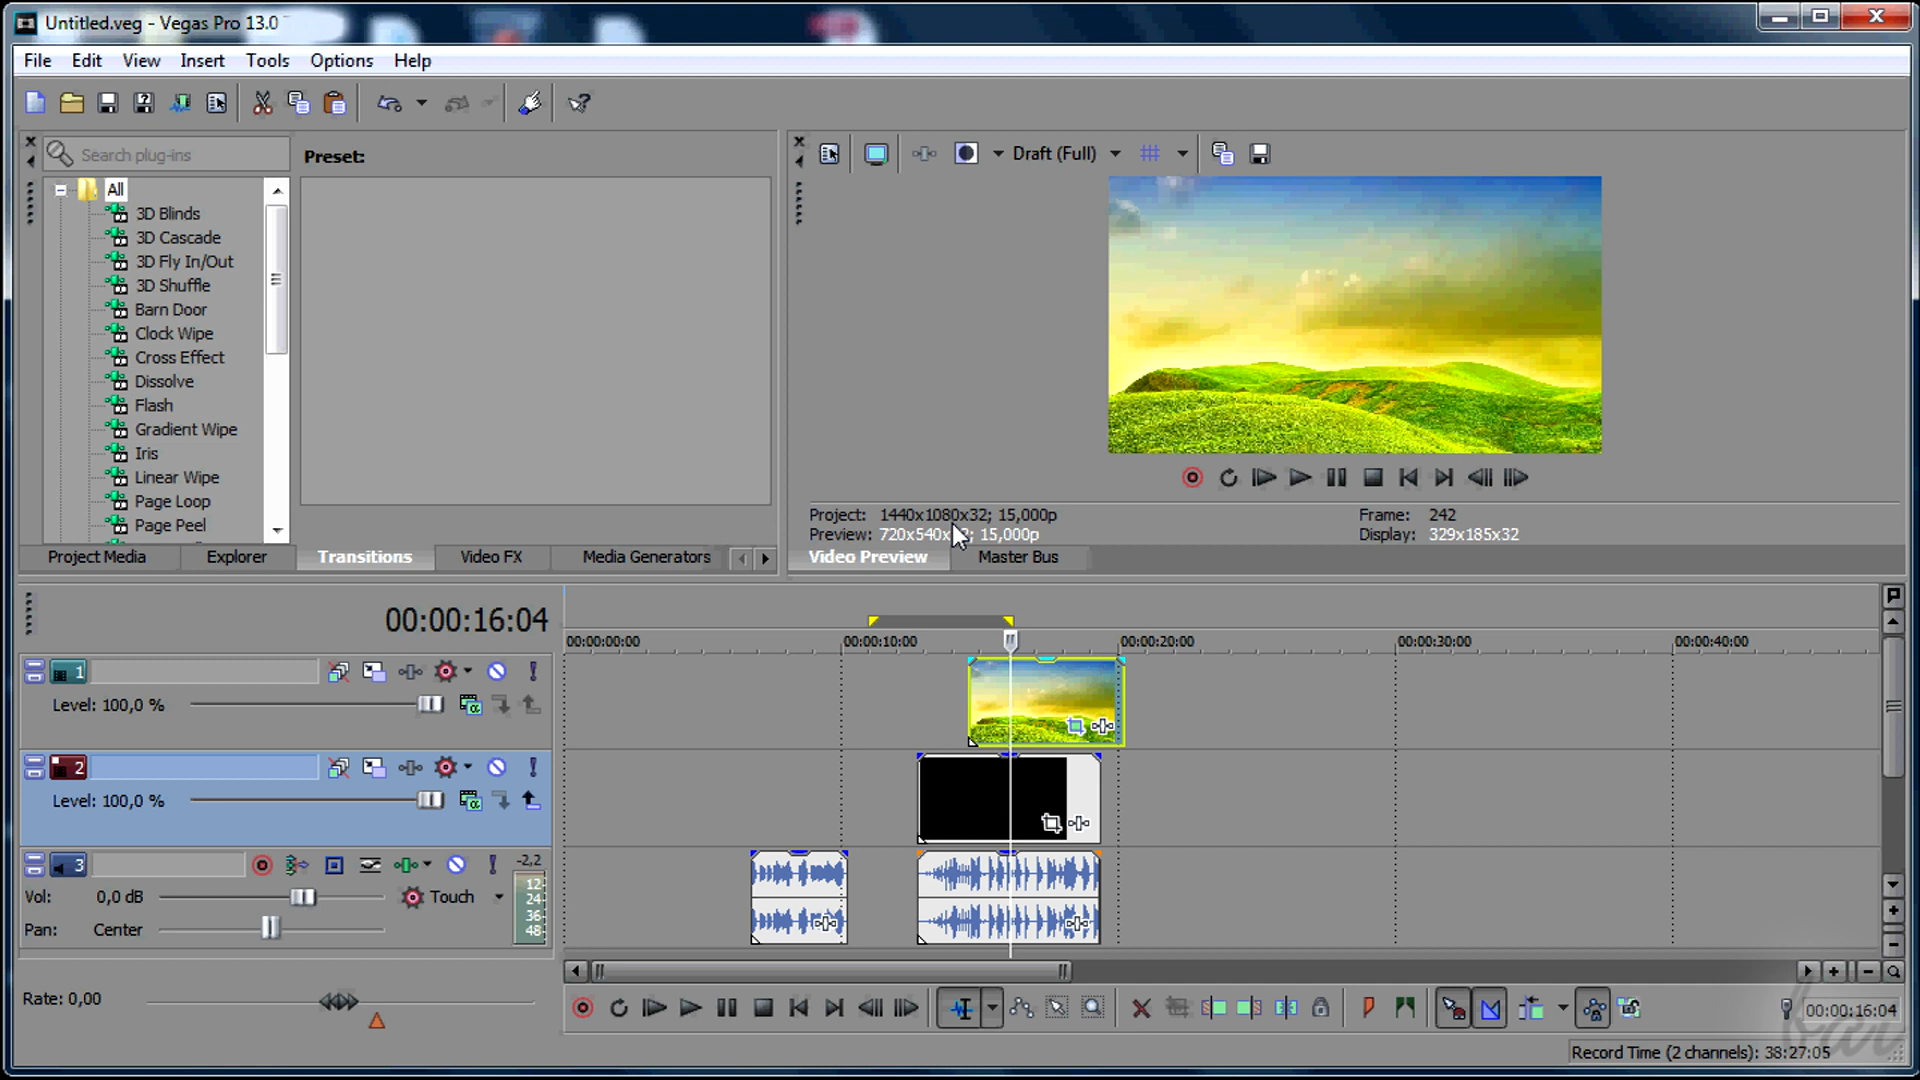 Untitled.veg - Vegas Pro 13.0
File Edit View Insert Tools Options Help
Search plug-ins
Preset:
Draft (Full)
All
3D Blinds
3D Cascade
3D Fly In/Out
3D Shuffle
Barn Door
Clock Wipe
Cross Effect
Dissolve
Flash
Gradient Wipe
Iris
Linear Wipe
Page Loop
Page Peel
Project Media Explorer Transitions Video FX Media Generators
Project: 1440x1080x32; 15,000p
Frame: 242
Preview: 15,000p
Display: 329x185x32
Video Preview Master Bus
00:00:16:04
00:00:00:00 00:00:10:00 00:00:20:00 00:00:30:00 00:00:40:00
1
Level: 100,0 %
2
Level: 100,0 %
3
-2,2
12
24
36
48
Vol: 0,0 dB Touch
Pan: Center
Rate: 0,00
00:00:16:04
Record Time (2 channels): 38:27:05